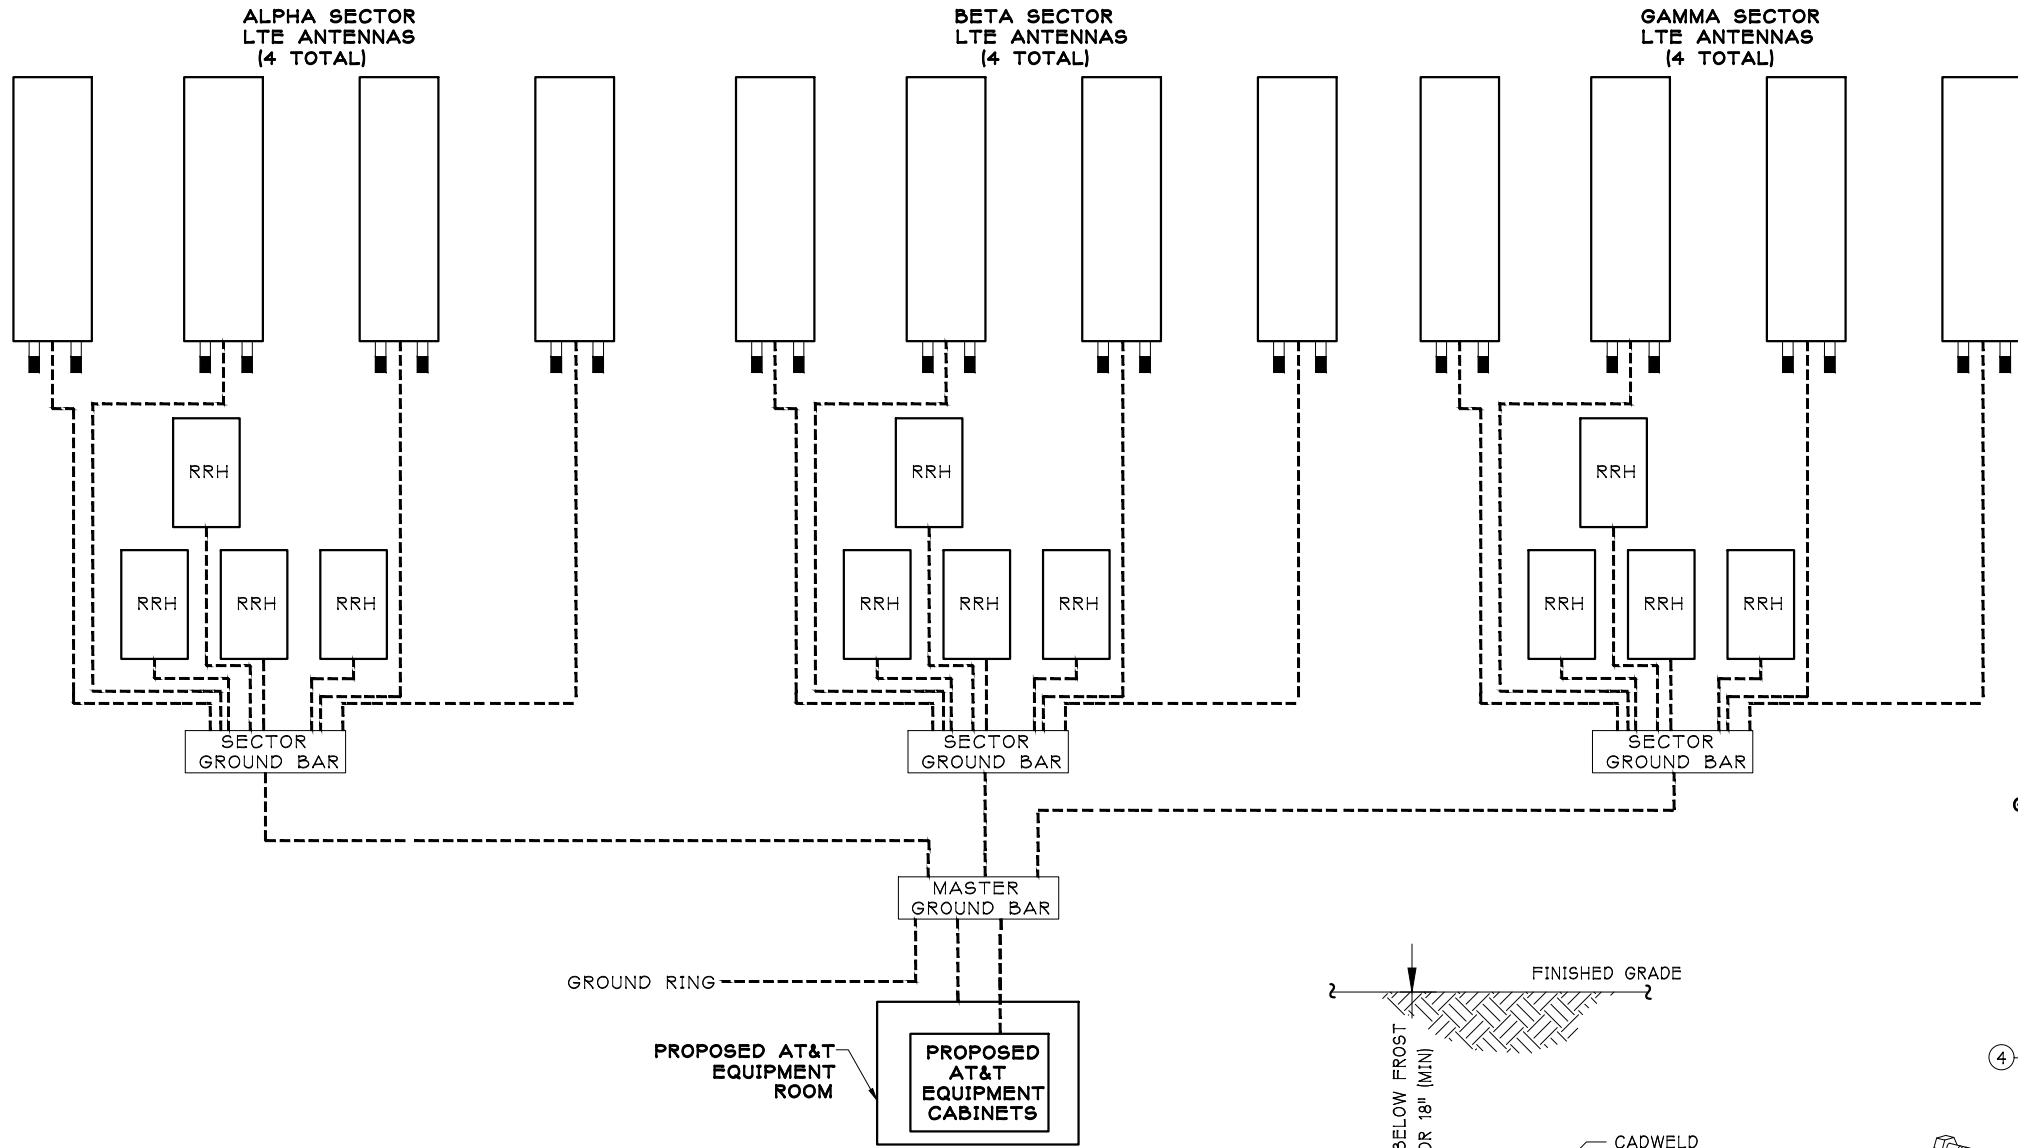 ALPHA SECTOR
LTE ANTENNAS
(4 TOTAL)
BETA SECTOR
LTE ANTENNAS
(4 TOTAL)
GAMMA SECTOR
LTE ANTENNAS
(4 TOTAL)
RRH
RRH
RRH
RRH
RRH
RRH
RRH
RRH
RRH
RRH
RRH
RRH
SECTOR
GROUND BAR
SECTOR
GROUND BAR
SECTOR
GROUND BAR
MASTER
GROUND BAR
GROUND RING
PROPOSED AT&T
EQUIPMENT
ROOM
PROPOSED
AT&T
EQUIPMENT
CABINETS
FINISHED GRADE
BELOW FROST
OR 18" (MIN)
4
CADWELD